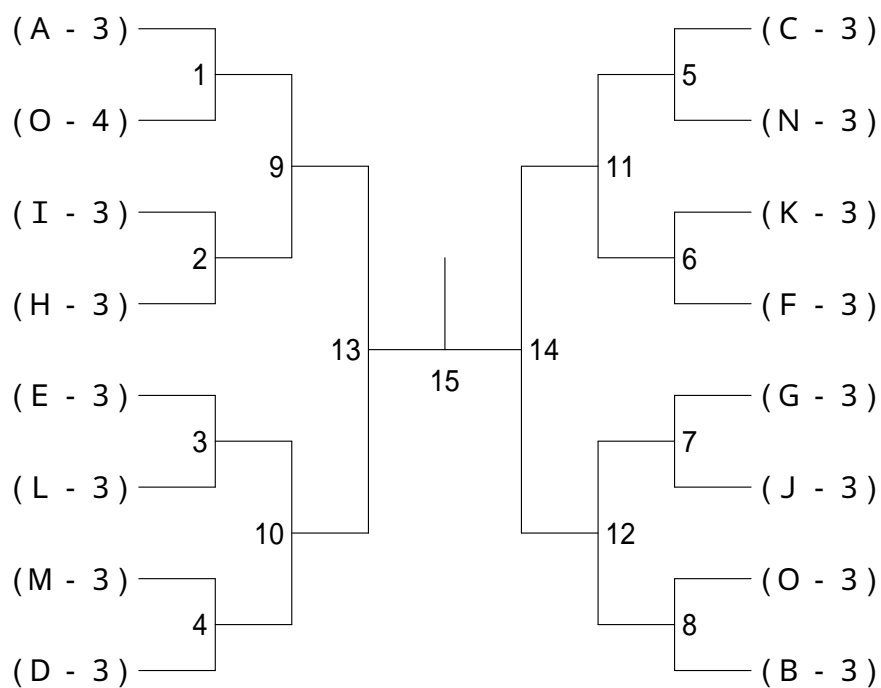 (A - 3) (C - 3)
1 5
(O - 4) (N - 3)
9 11
(I - 3) (K - 3)
2 6
(H - 3) (F - 3)
13 14
15
(E - 3) (G - 3)
3 7
(L - 3) (J - 3)
10 12
(M - 3) (O - 3)
4 8
(D - 3) (B - 3)